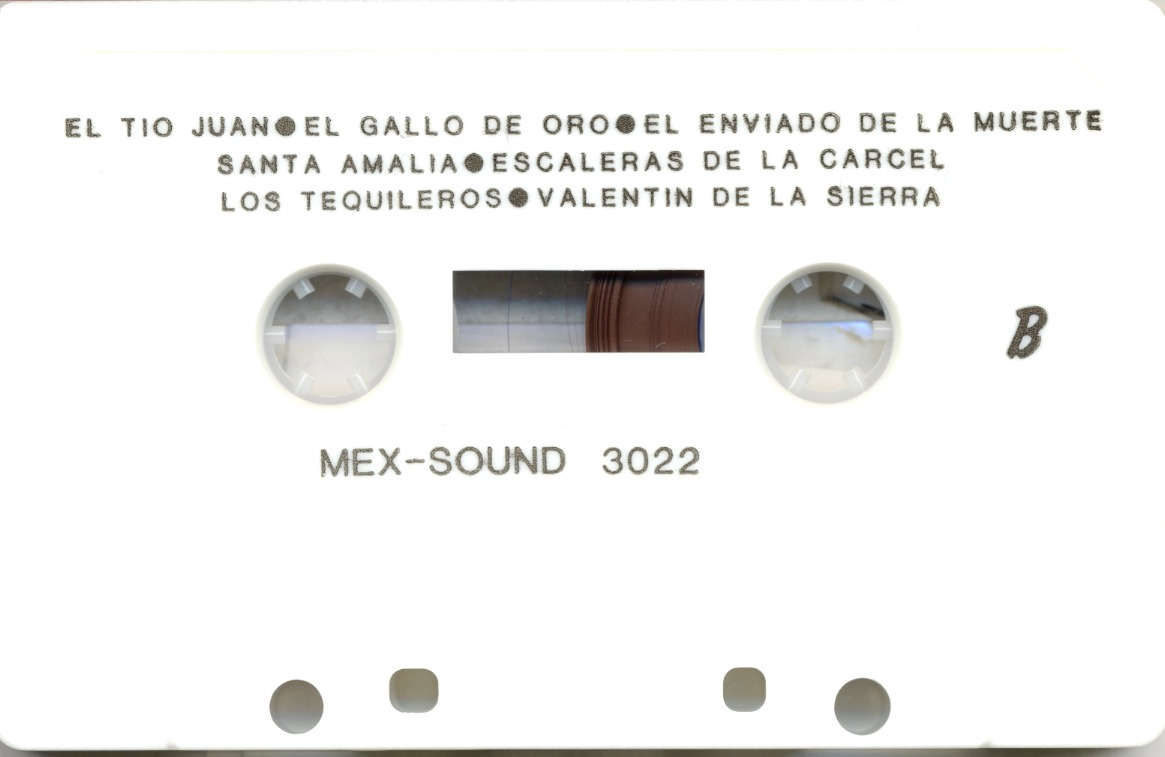 EL TIO JUAN●EL GALLO DE ORO●EL ENVIADO DE LA MUERTE
SANTA AMALIA●ESCALERAS DE LA CARCEL
LOS TEQUILEROS●VALENTIN DE LA SIERRA
B
MEX-SOUND 3022